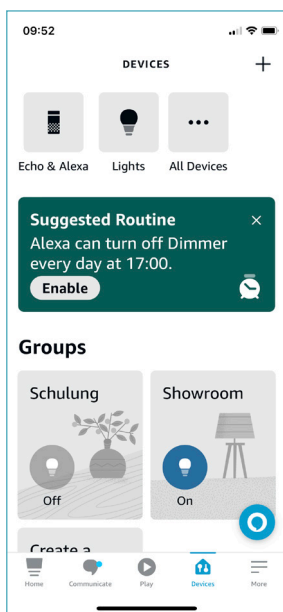 09:52
DEVICES
Echo & Alexa
Lights
All Devices
Suggested Routine
Alexa can turn off Dimmer
every day at 17:00.
Enable
Groups
Schulung
Off
Showroom
On
Create a
Home
Communicate
Play
Devices
More